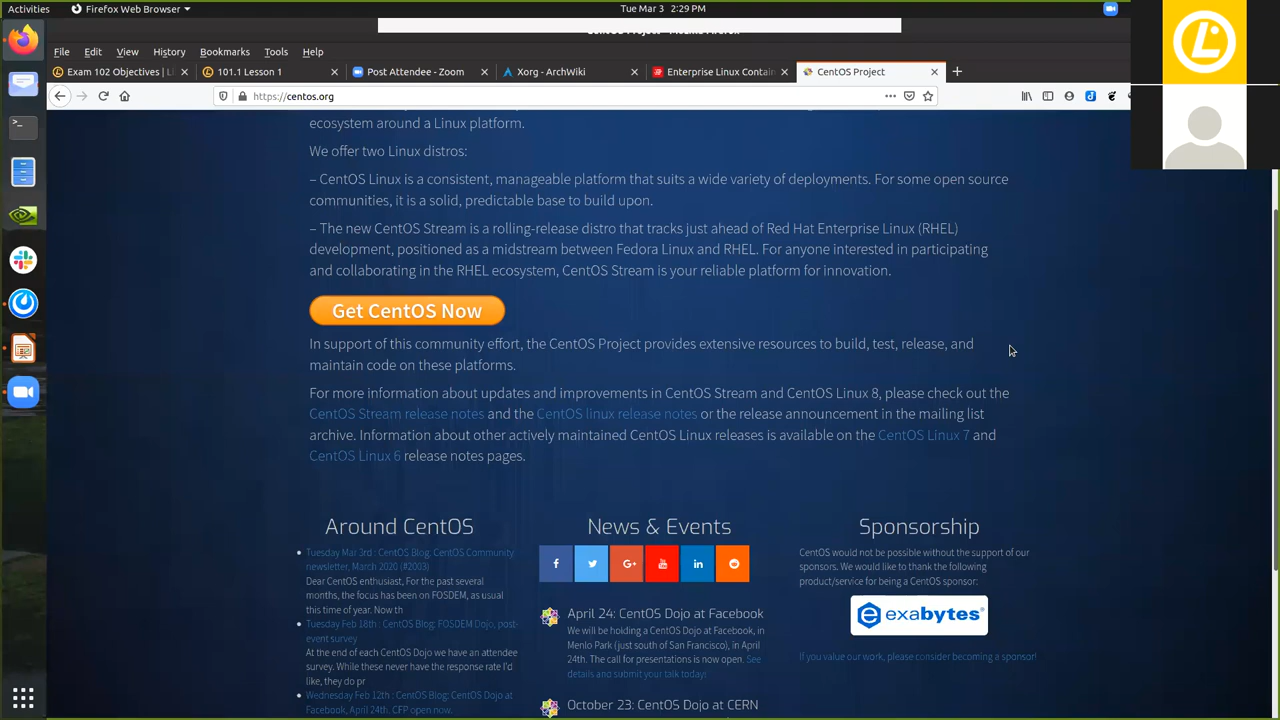 Activities
Firefox Web Browser
Tue Mar 3 2:29 PM
File Edit View History Bookmarks Tools Help
Exam 102 Objectives | Li
101.1 Lesson 1
Post Attendee - Zoom
Xorg - ArchWiki
Enterprise Linux Contain
CentOS Project
https://centos.org
ecosystem around a Linux platform.
We offer two Linux distros:
– CentOS Linux is a consistent, manageable platform that suits a wide variety of deployments. For some open source
communities, it is a solid, predictable base to build upon.
– The new CentOS Stream is a rolling-release distro that tracks just ahead of Red Hat Enterprise Linux (RHEL)
development, positioned as a midstream between Fedora Linux and RHEL. For anyone interested in participating
and collaborating in the RHEL ecosystem, CentOS Stream is your reliable platform for innovation.
Get CentOS Now
In support of this community effort, the CentOS Project provides extensive resources to build, test, release, and
maintain code on these platforms.
For more information about updates and improvements in CentOS Stream and CentOS Linux 8, please check out the
CentOS Stream release notes and the CentOS linux release notes or the release announcement in the mailing list
archive. Information about other actively maintained CentOS Linux releases is available on the CentOS Linux 7 and
CentOS Linux 6 release notes pages.
Around CentOS
Tuesday Mar 3rd : CentOS Blog: CentOS Community
newsletter, March 2020 (#2003)
Dear CentOS enthusiast, For the past several
months, the focus has been on FOSDEM, as usual
this time of year. Now th
Tuesday Feb 18th : CentOS Blog: FOSDEM Dojo, post-
event survey
At the end of each CentOS Dojo we have an attendee
survey. While these never have the response rate I'd
like, they do pr
Wednesday Feb 12th : CentOS Blog: CentOS Dojo at
Facebook, April 24th. CFP open now.
News & Events
April 24: CentOS Dojo at Facebook
We will be holding a CentOS Dojo at Facebook, in
Menlo Park (just south of San Francisco), in April
24th. The call for presentations is now open. See
details and submit your talk today!
October 23: CentOS Dojo at CERN
Sponsorship
CentOS would not be possible without the support of our
sponsors. We would like to thank the following
product/service for being a CentOS sponsor:
exabytes
If you value our work, please consider becoming a sponsor!